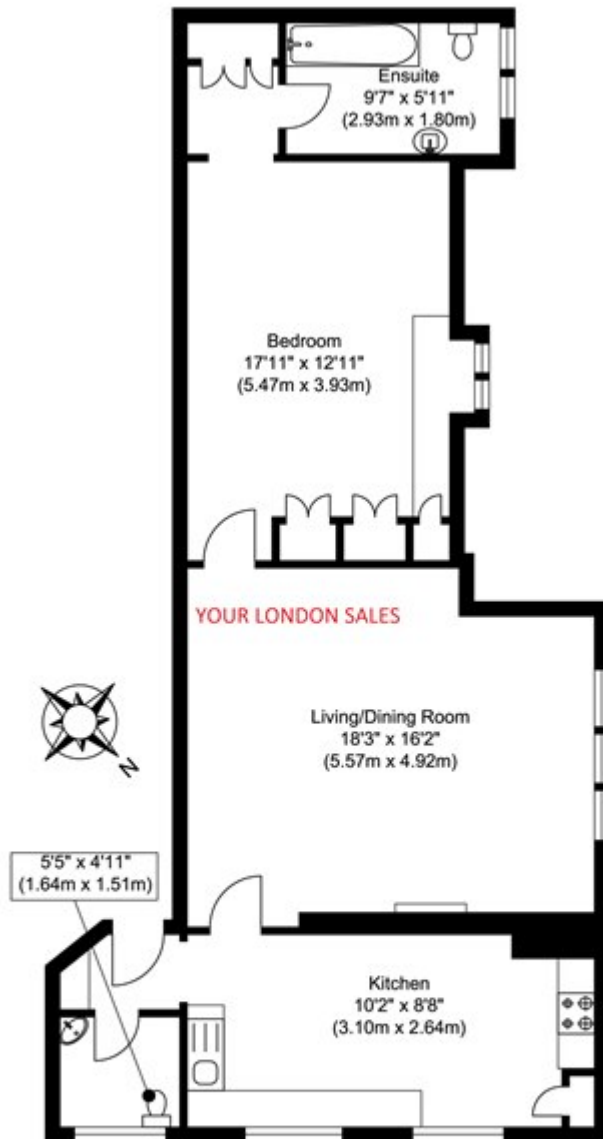 Ensuite
9'7" x 5'11"
(2.93m x 1.80m)
Bedroom
17'11" x 12'11"
(5.47m x 3.93m)
YOUR LONDON SALES
Living/Dining Room
18'3" x 16'2"
(5.57m x 4.92m)
N
5'5" x 4'11"
(1.64m x 1.51m)
Kitchen
10'2" x 8'8"
(3.10m x 2.64m)